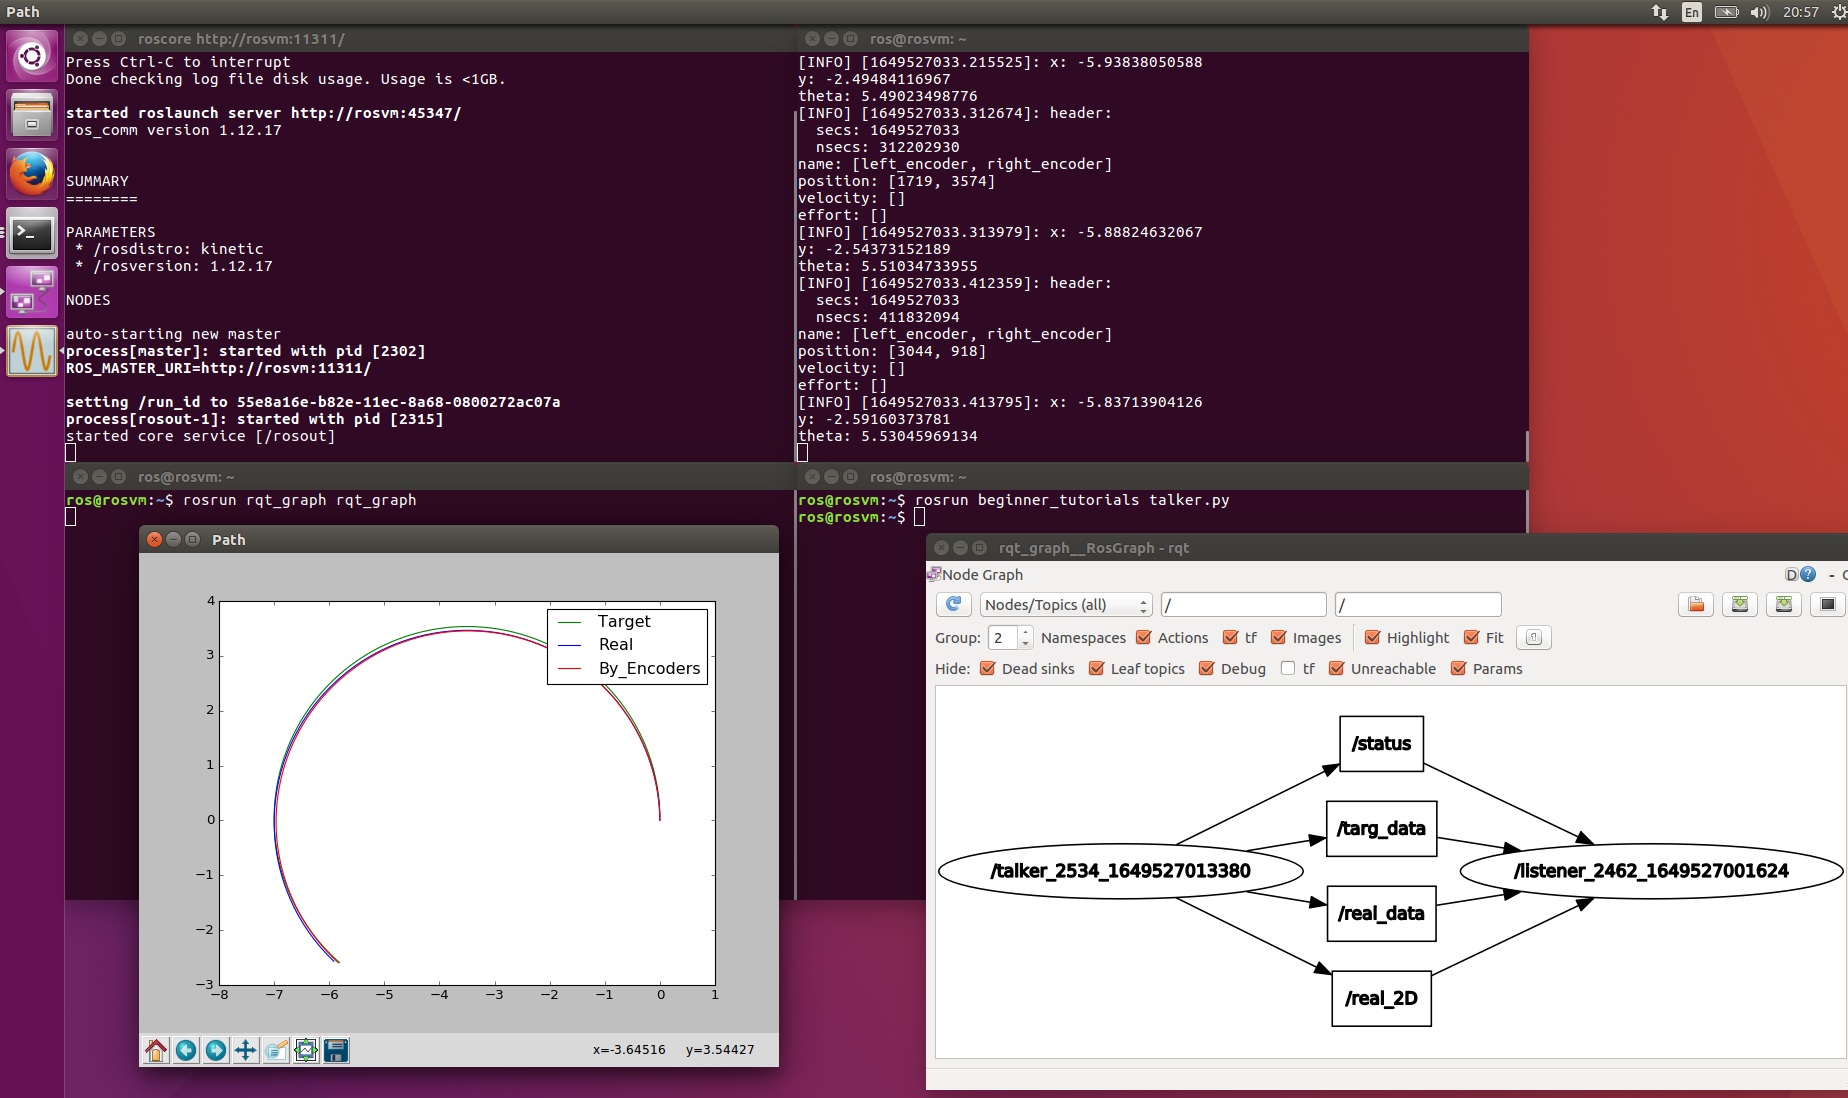 Path
En
20:57
roscore http://rosvm:11311/
Press Ctrl-C to interrupt
Done checking log file disk usage. Usage is <1GB.
started roslaunch server http://rosvm:45347/
ros_comm version 1.12.17
SUMMARY
========
PARAMETERS
 * /rosdistro: kinetic
 * /rosversion: 1.12.17
NODES
auto-starting new master
process[master]: started with pid [2302]
ROS_MASTER_URI=http://rosvm:11311/
setting /run_id to 55e8a16e-b82e-11ec-8a68-0800272ac07a
process[rosout-1]: started with pid [2315]
started core service [/rosout]
ros@rosvm: ~
[INFO] [1649527033.215525]: x: -5.93838050588
y: -2.49484116967
theta: 5.49023498776
[INFO] [1649527033.312674]: header:
  secs: 1649527033
  nsecs: 312202930
name: [left_encoder, right_encoder]
position: [1719, 3574]
velocity: []
effort: []
[INFO] [1649527033.313979]: x: -5.88824632067
y: -2.54373152189
theta: 5.51034733955
[INFO] [1649527033.412359]: header:
  secs: 1649527033
  nsecs: 411832094
name: [left_encoder, right_encoder]
position: [3044, 918]
velocity: []
effort: []
[INFO] [1649527033.413795]: x: -5.83713904126
y: -2.59160373781
theta: 5.53045969134
ros@rosvm: ~
ros@rosvm:~$ rosrun rqt_graph rqt_graph
ros@rosvm: ~
ros@rosvm:~$ rosrun beginner_tutorials talker.py
ros@rosvm:~$
Path
4
3
2
1
0
−1
−2
−3
−8 −7 −6 −5 −4 −3 −2 −1 0 1
Target
Real
By_Encoders
x=-3.64516 y=3.54427
rqt_graph__RosGraph - rqt
Node Graph
D ? -
Nodes/Topics (all) / /
Group: 2 Namespaces Actions tf Images Highlight Fit
Hide: Dead sinks Leaf topics Debug tf Unreachable Params
/status
/targ_data
/talker_2534_1649527013380
/listener_2462_1649527001624
/real_data
/real_2D